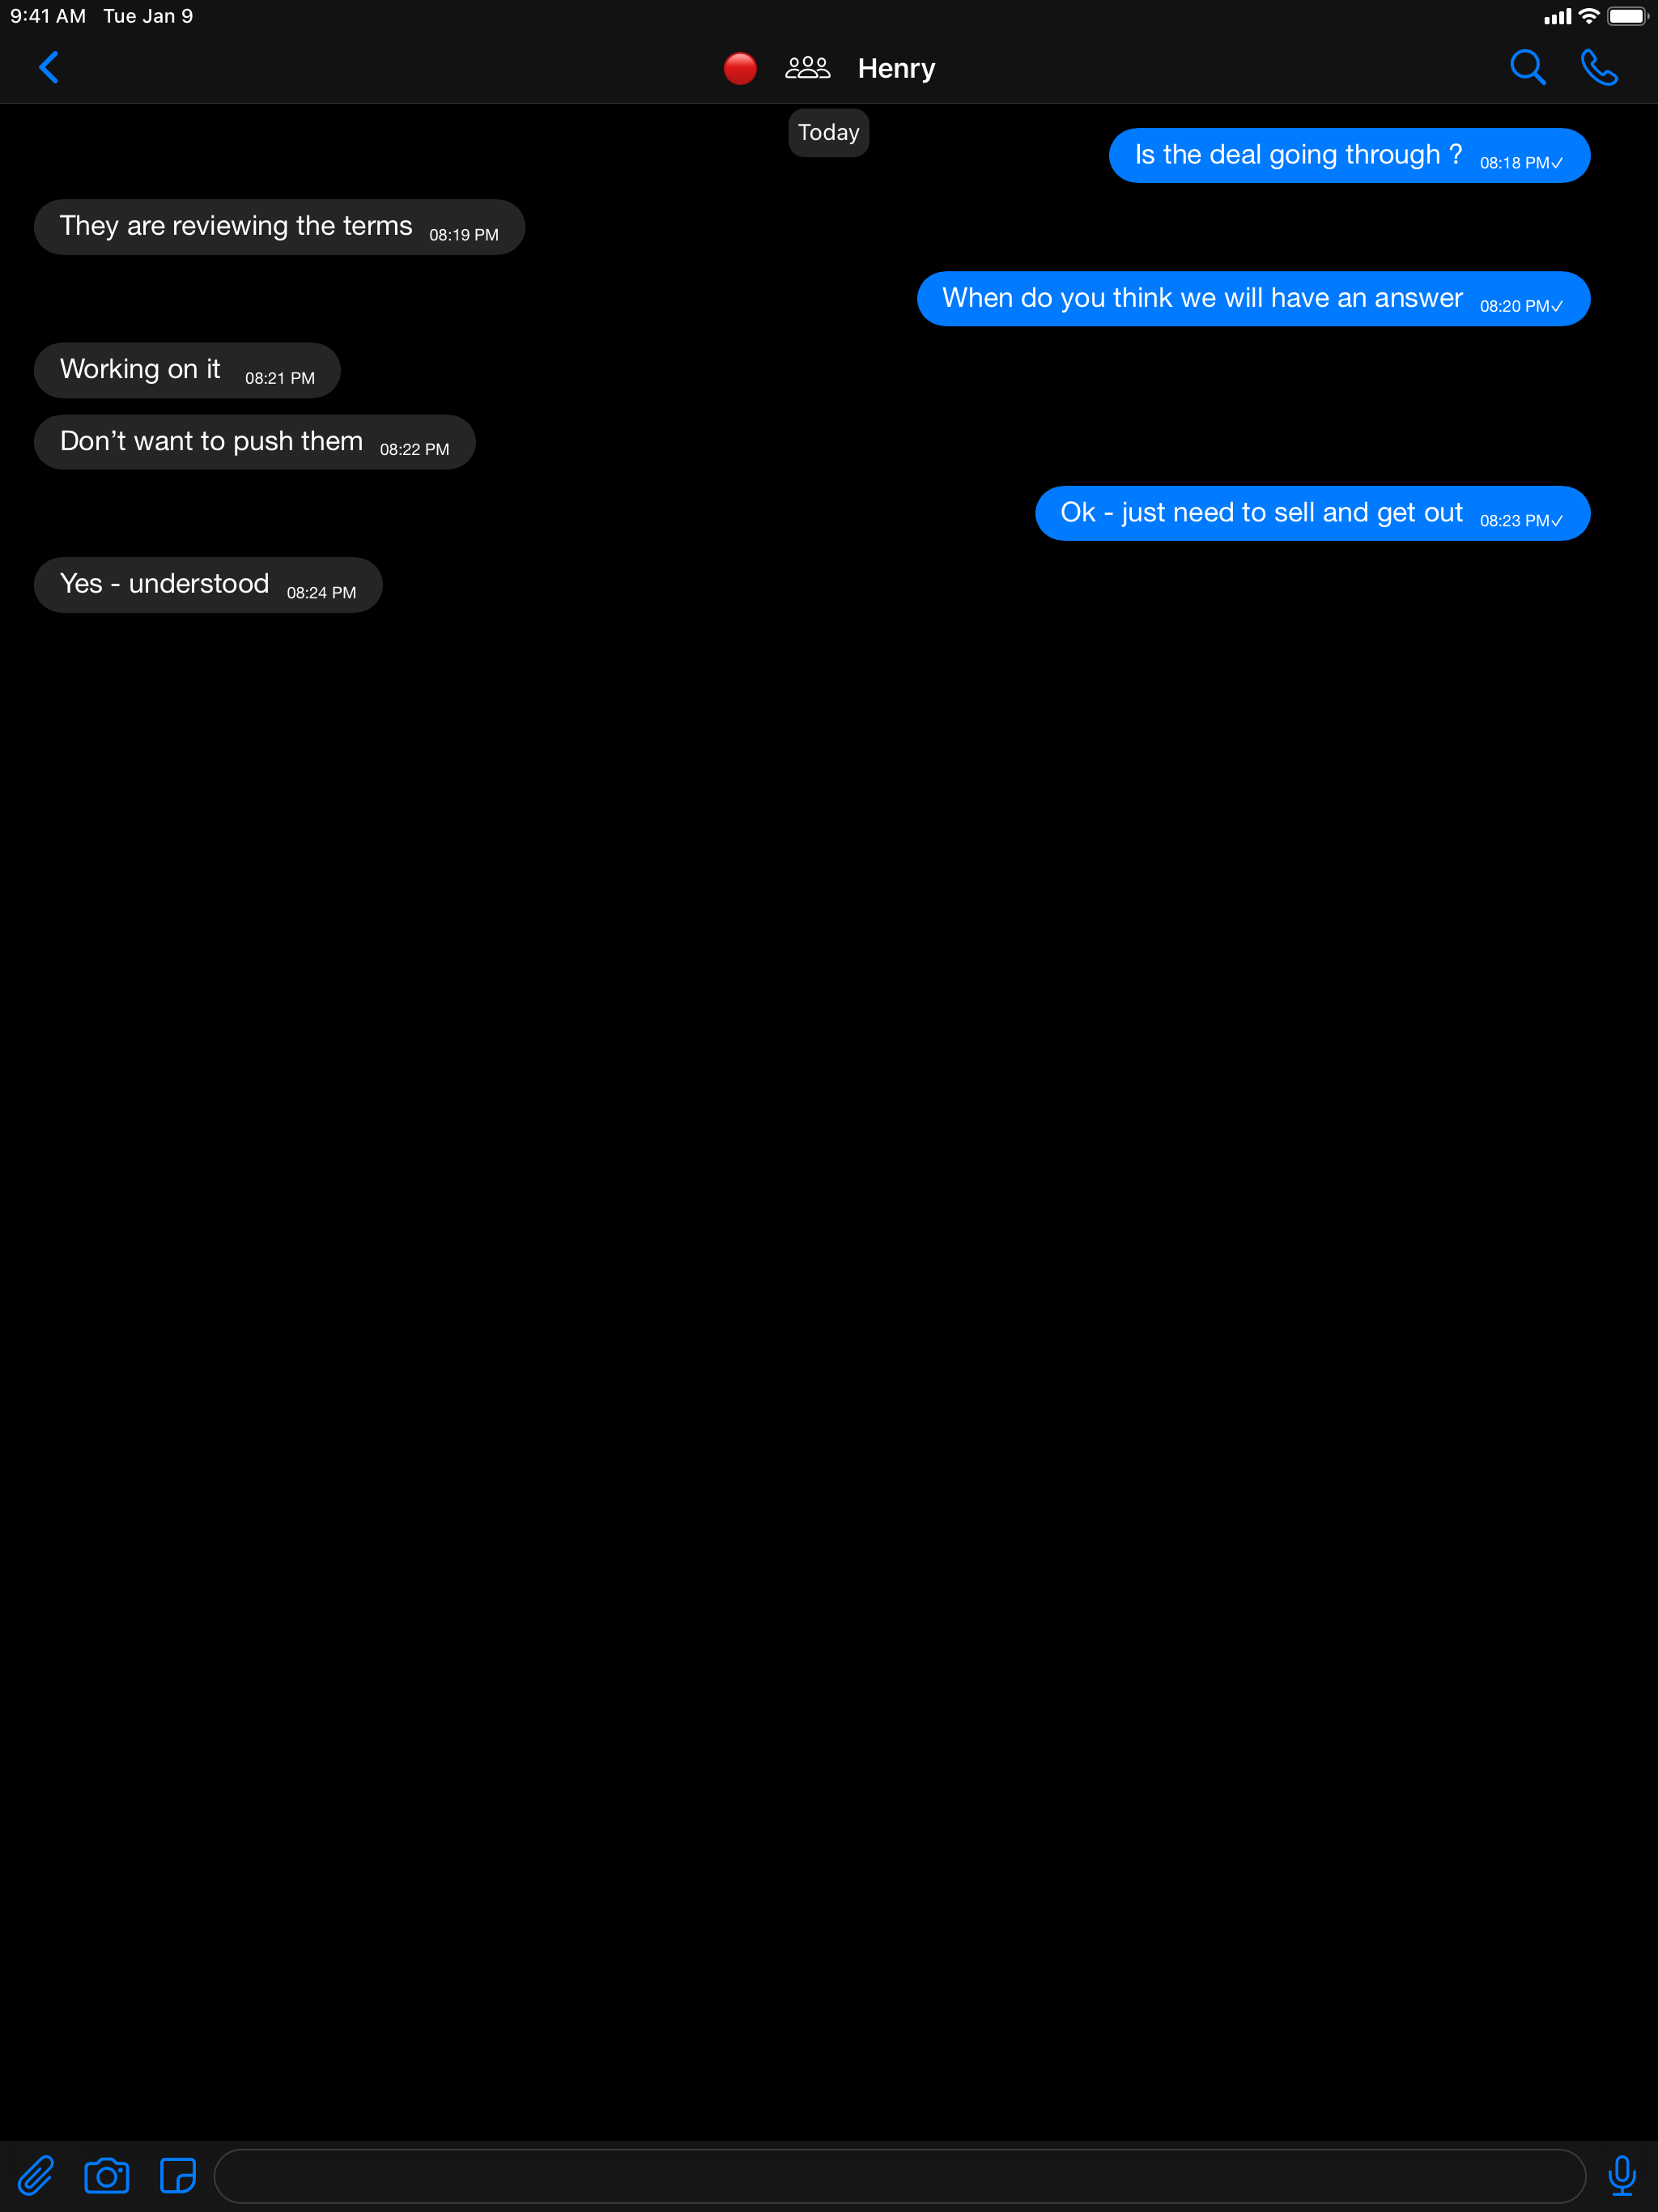 9:41 AM Tue Jan 9
Henry
Today
Is the deal going through ? 08:18 PM✓
They are reviewing the terms 08:19 PM
When do you think we will have an answer 08:20 PM✓
Working on it 08:21 PM
Don’t want to push them 08:22 PM
Ok - just need to sell and get out 08:23 PM✓
Yes - understood 08:24 PM